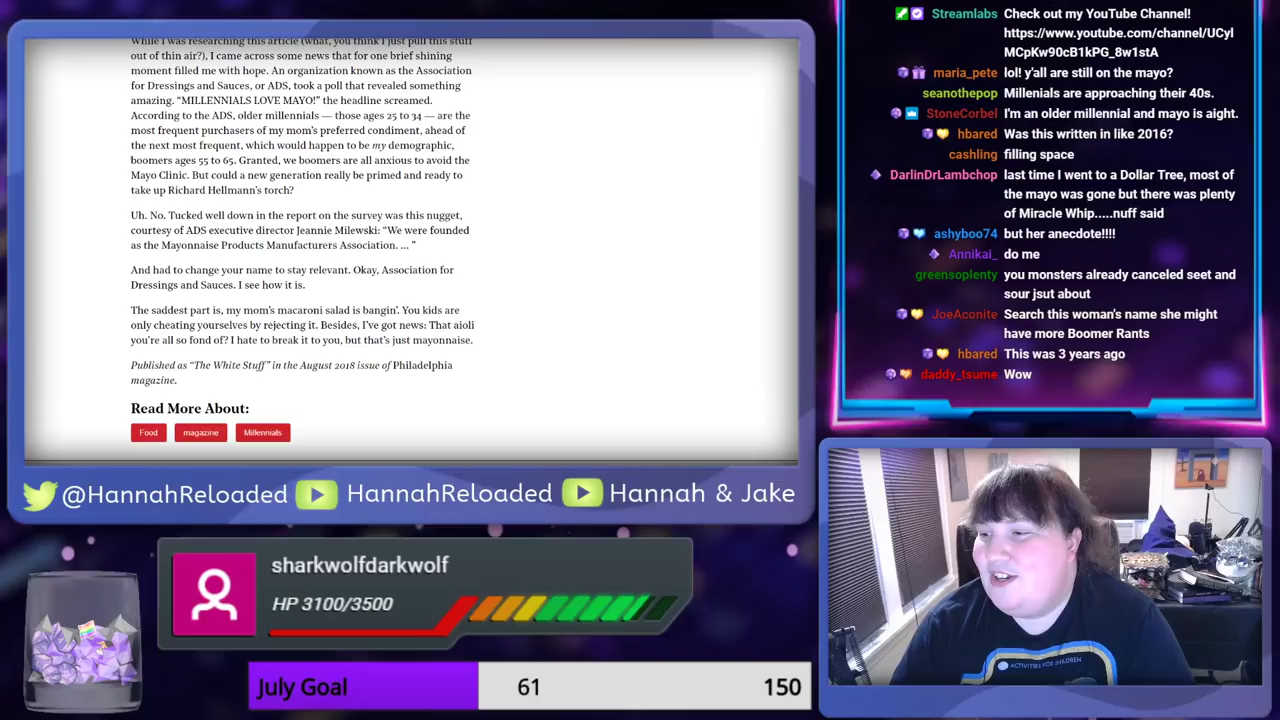 While I was researching this article (what, you think I just pull this stuff
out of thin air?), I came across some news that for one brief shining
moment filled me with hope. An organization known as the Association
for Dressings and Sauces, or ADS, took a poll that revealed something
amazing. “MILLENNIALS LOVE MAYO!” the headline screamed.
According to the ADS, older millennials — those ages 25 to 34 — are the
most frequent purchasers of my mom’s preferred condiment, ahead of
the next most frequent, which would happen to be my demographic,
boomers ages 55 to 65. Granted, we boomers are all anxious to avoid the
Mayo Clinic. But could a new generation really be primed and ready to
take up Richard Hellmann’s torch?
Uh. No. Tucked well down in the report on the survey was this nugget,
courtesy of ADS executive director Jeannie Milewski: “We were founded
as the Mayonnaise Products Manufacturers Association. ... ”
And had to change your name to stay relevant. Okay, Association for
Dressings and Sauces. I see how it is.
The saddest part is, my mom’s macaroni salad is bangin’. You kids are
only cheating yourselves by rejecting it. Besides, I’ve got news: That aioli
you’re all so fond of? I hate to break it to you, but that’s just mayonnaise.
Published as “The White Stuff” in the August 2018 issue of Philadelphia
magazine.
Read More About:
Food magazine Millennials
@HannahReloaded HannahReloaded Hannah & Jake
sharkwolfdarkwolf
HP 3100/3500
July Goal 61 150
Streamlabs Check out my YouTube Channel!
https://www.youtube.com/channel/UCyl
MCpKw90cB1kPG_8w1stA
maria_pete lol! y'all are still on the mayo?
seanothepop Millenials are approaching their 40s.
StoneCorbel I'm an older millennial and mayo is aight.
hbared Was this written in like 2016?
cashling filling space
DarlinDrLambchop last time I went to a Dollar Tree, most of
the mayo was gone but there was plenty
of Miracle Whip.....nuff said
ashyboo74 but her anecdote!!!!
Annikai_ do me
greensoplenty you monsters already canceled seet and
sour jsut about
JoeAconite Search this woman's name she might
have more Boomer Rants
hbared This was 3 years ago
daddy_tsume Wow
ACTIVITIES FOR CHILDREN